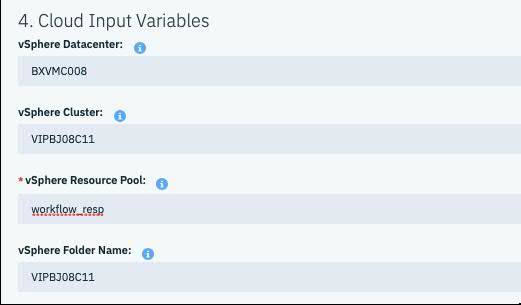 4. Cloud Input Variables
vSphere Datacenter:
BXVMC008
vSphere Cluster:
VIPBJ08C11
* vSphere Resource Pool:
workflow_resp
vSphere Folder Name:
VIPBJ08C11